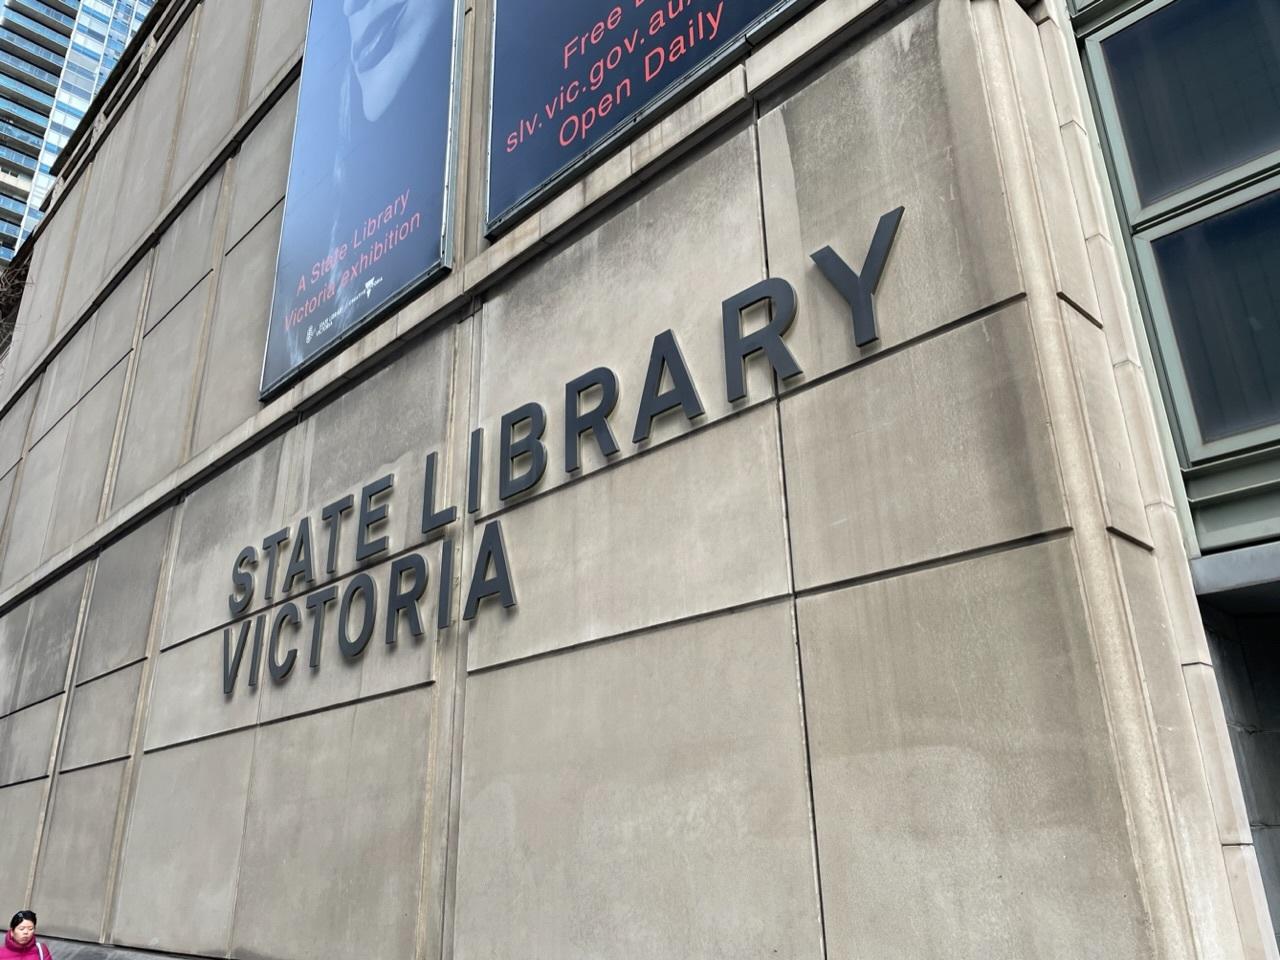 A State Library
Victoria exhibition
Free
slv.vic.gov.au
Open Daily
STATE LIBRARY
VICTORIA